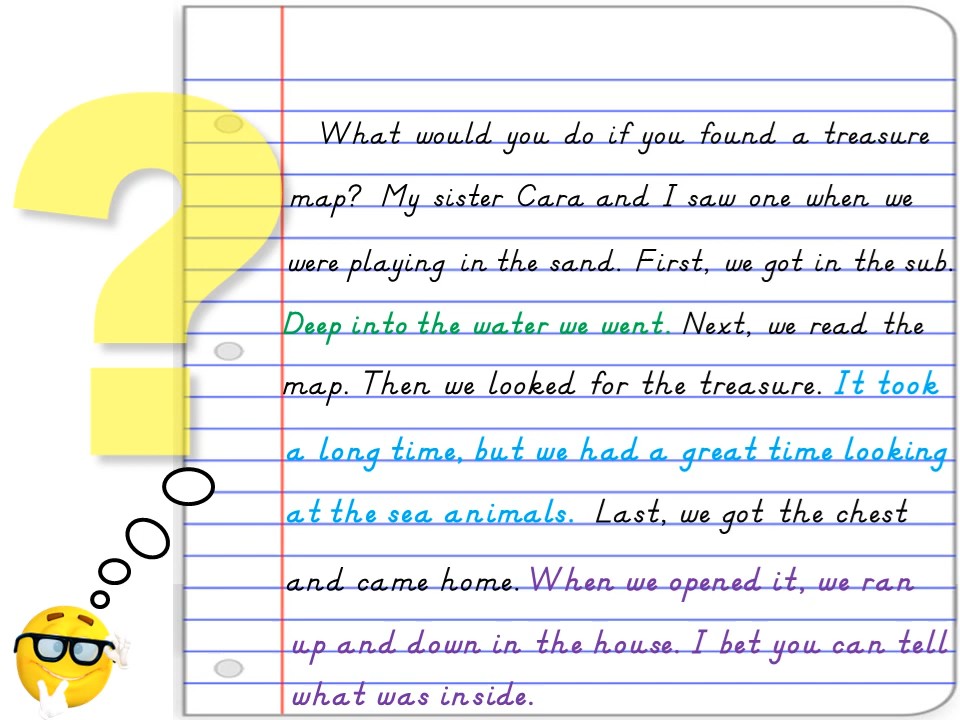 What would you do if you found a treasure
map? My sister Cara and I saw one when we
were playing in the sand. First, we got in the sub.
Deep into the water we went. Next, we read the
map. Then we looked for the treasure. It took
a long time, but we had a great time looking
at the sea animals. Last, we got the chest
and came home. When we opened it, we ran
up and down in the house. I bet you can tell
what was inside.